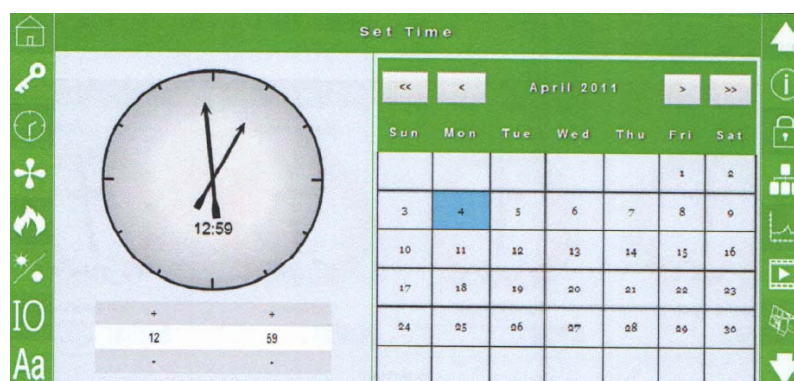 Set Time
<< < April 2011 > >>
Sun Mon Tue Wed Thu Fri Sat
1 2
3 4 5 6 7 8 9
10 11 12 13 14 15 16
17 18 19 20 21 22 23
24 25 26 27 28 29 30
12:59
+ +
12 59
- -
IO
Aa
i